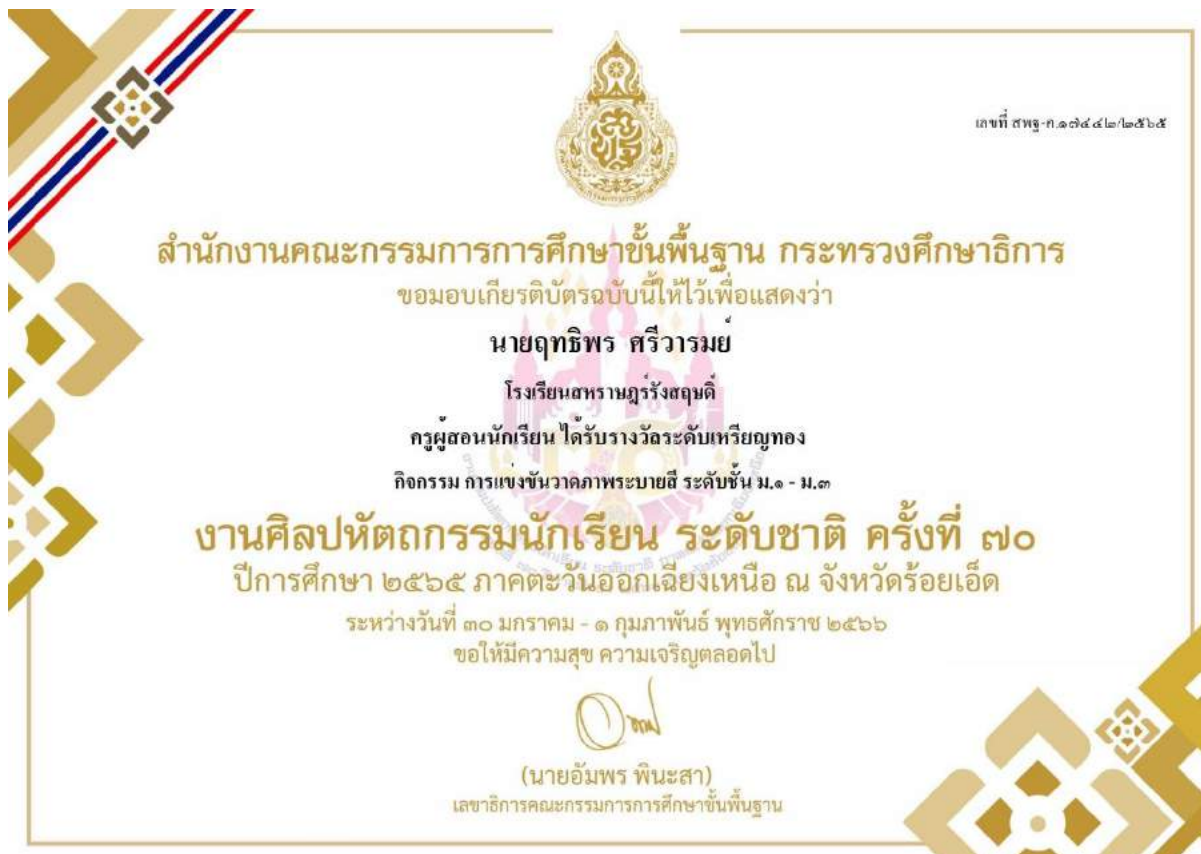 เลขที่ สพฐ-ค.๑๗๔๔๒/๒๕๖๕
สำนักงานคณะกรรมการการศึกษาขั้นพื้นฐาน กระทรวงศึกษาธิการ
ขอมอบเกียรติบัตรฉบับนี้ให้ไว้เพื่อแสดงว่า
นายฤทธิพร ศรีวารมย์
โรงเรียนสหราษฎร์รังสฤษดิ์
ครูผู้สอนนักเรียน ได้รับรางวัลระดับเหรียญทอง
กิจกรรม การแข่งขันวาดภาพระบายสี ระดับชั้น ม.๑ - ม.๓
งานศิลปหัตถกรรมนักเรียน ระดับชาติ ครั้งที่ ๗๐
ปีการศึกษา ๒๕๖๕ ภาคตะวันออกเฉียงเหนือ ณ จังหวัดร้อยเอ็ด
ระหว่างวันที่ ๓๐ มกราคม - ๑ กุมภาพันธ์ พุทธศักราช ๒๕๖๖
ขอให้มีความสุข ความเจริญตลอดไป
(นายอัมพร พินะสา)
เลขาธิการคณะกรรมการการศึกษาขั้นพื้นฐาน